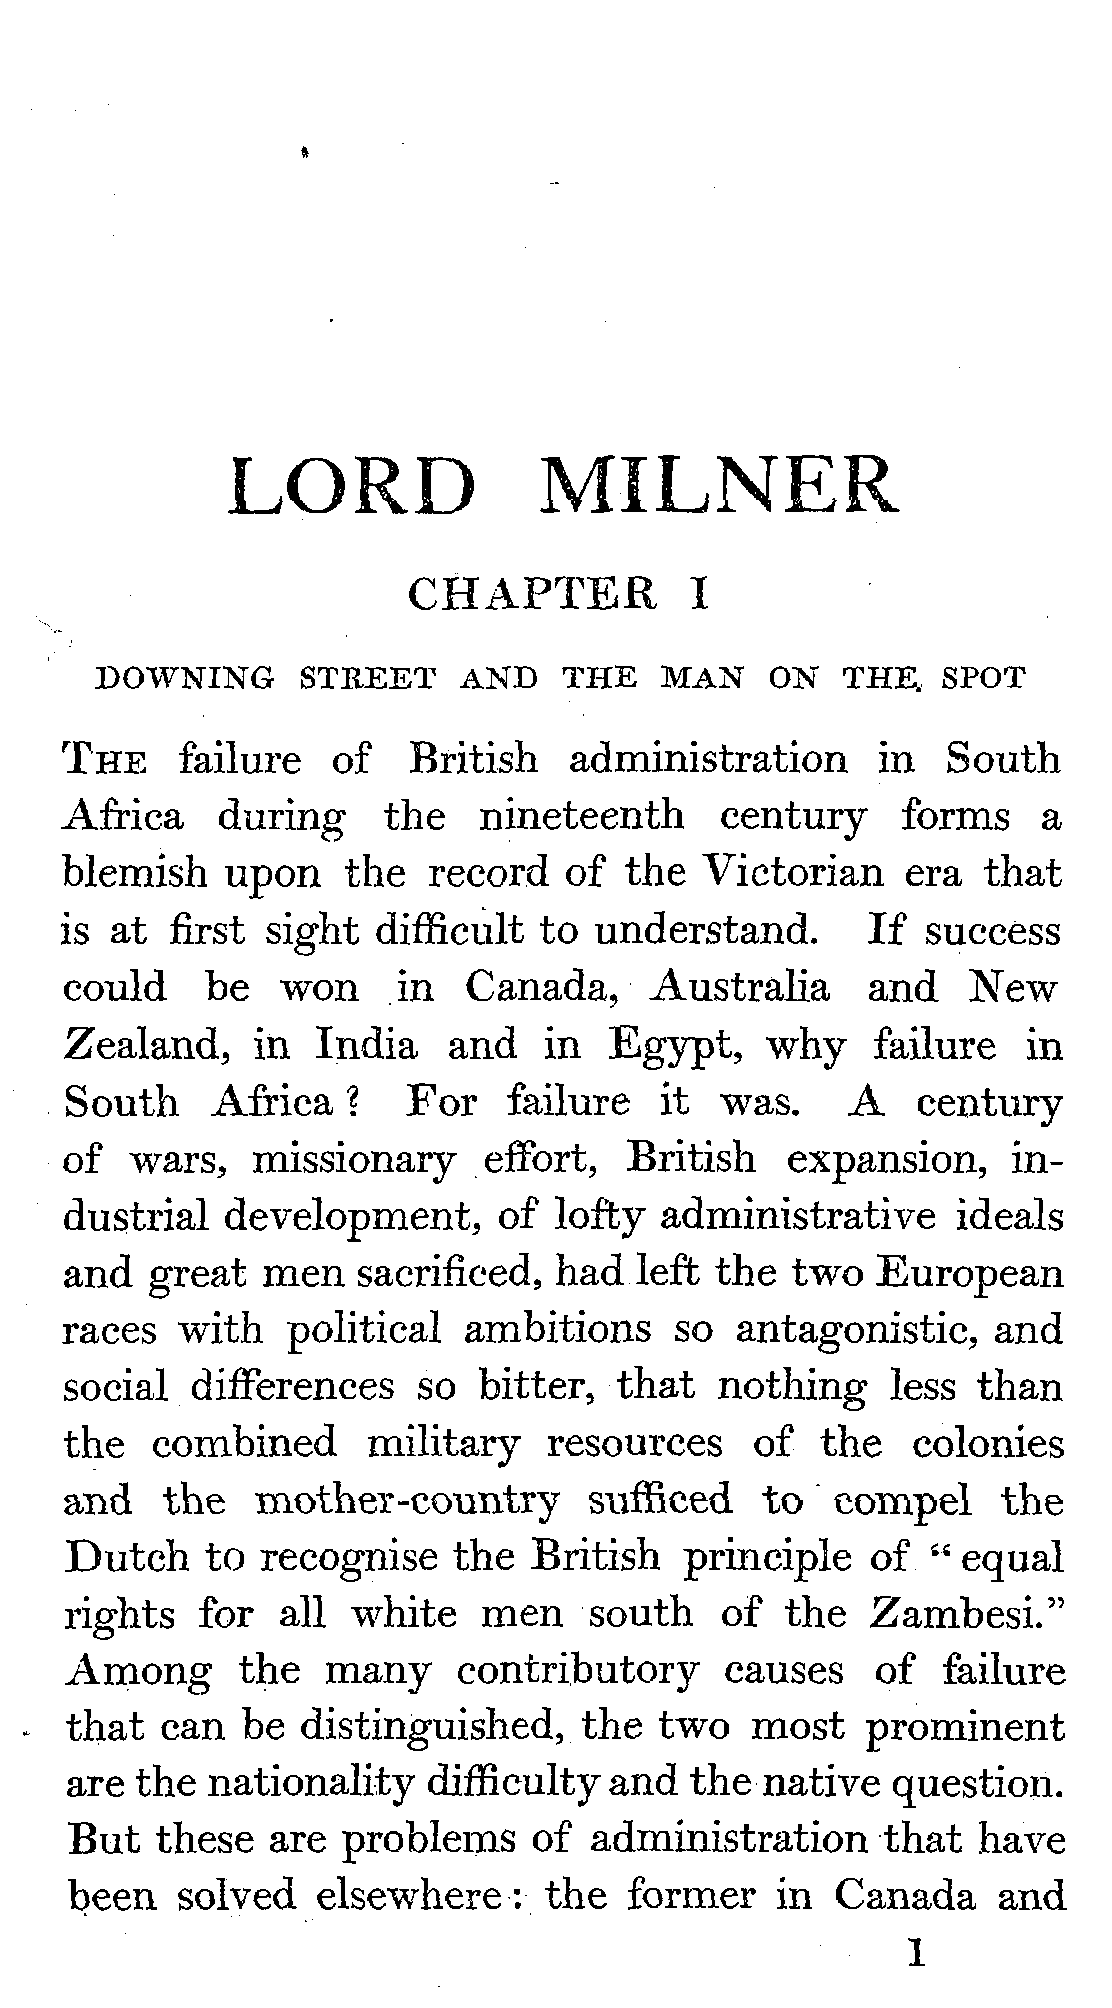 LORD MILNER
CHAPTER I
DOWNING STREET AND THE MAN ON THE SPOT
THE failure of British administration in South
Africa during the nineteenth century forms a
blemish upon the record of the Victorian era that
is at first sight difficult to understand. If success
could be won in Canada, Australia and New
Zealand, in India and in Egypt, why failure in
South Africa? For failure it was. A century
of wars, missionary effort, British expansion, in-
dustrial development, of lofty administrative ideals
and great men sacrificed, had left the two European
races with political ambitions so antagonistic, and
social differences so bitter, that nothing less than
the combined military resources of the colonies
and the mother-country sufficed to compel the
Dutch to recognise the British principle of “equal
rights for all white men south of the Zambesi.”
Among the many contributory causes of failure
that can be distinguished, the two most prominent
are the nationality difficulty and the native question.
But these are problems of administration that have
been solved elsewhere: the former in Canada and
1